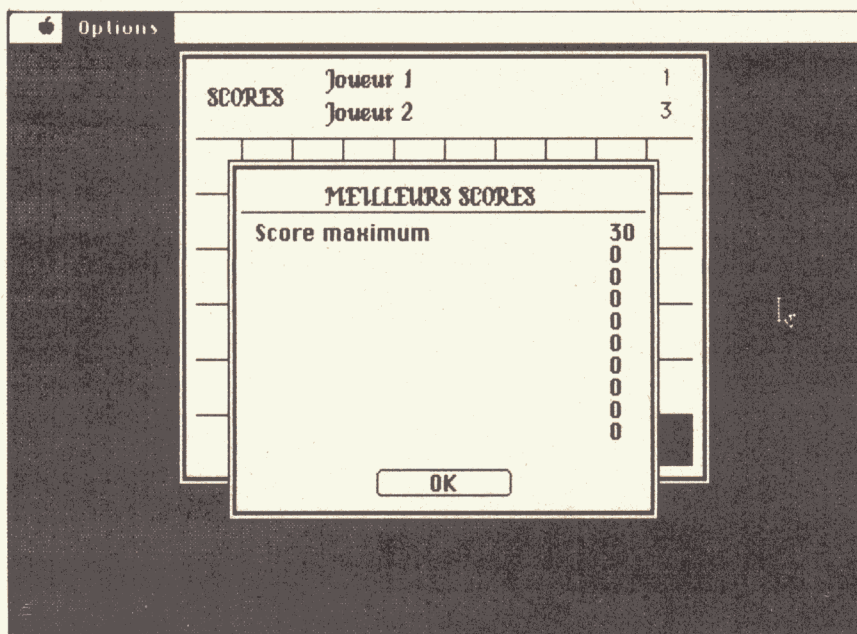 Options
SCORES
Joueur 1 1
Joueur 2 3
MEILLEURS SCORES
Score maximum 30
0
0
0
0
0
0
0
0
0
OK